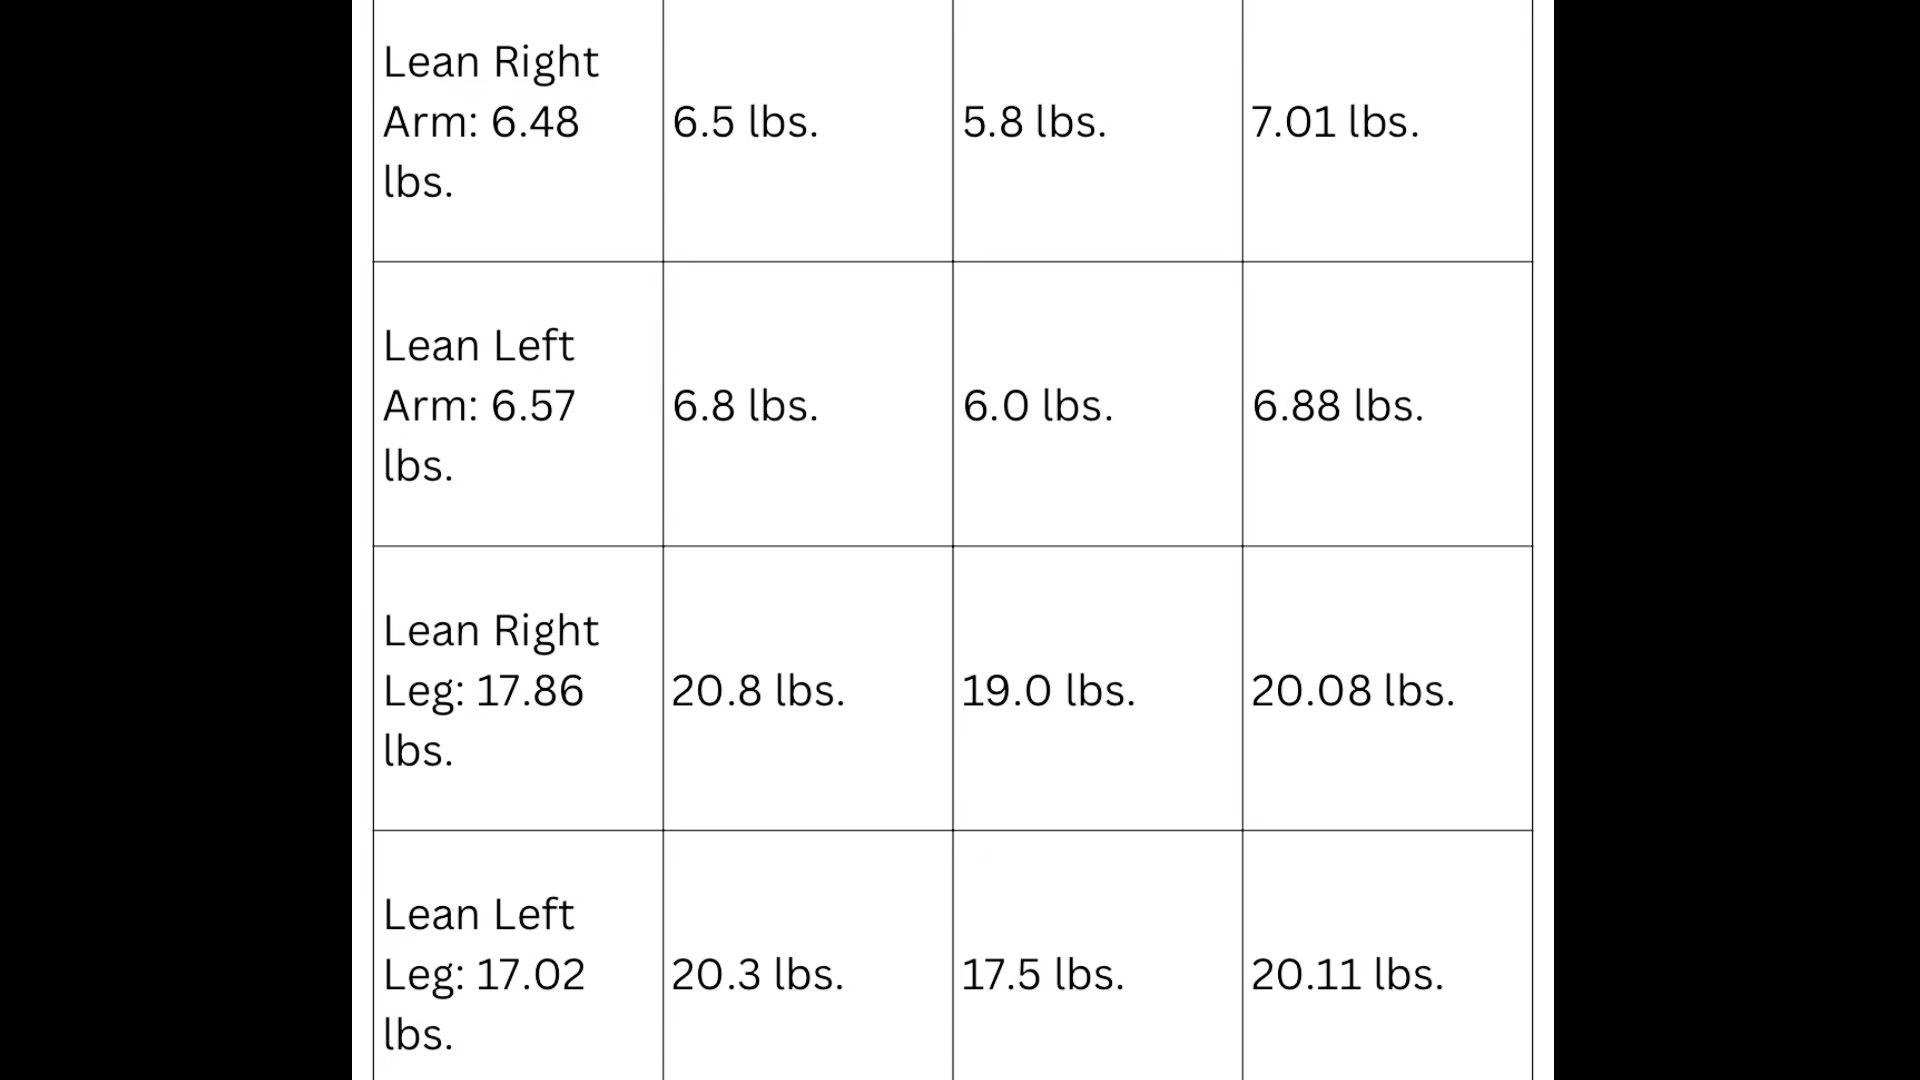 Lean Right
Arm: 6.48
lbs.
6.5 lbs.
5.8 lbs.
7.01 lbs.
Lean Left
Arm: 6.57
lbs.
6.8 lbs.
6.0 lbs.
6.88 lbs.
Lean Right
Leg: 17.86
lbs.
20.8 lbs.
19.0 lbs.
20.08 lbs.
Lean Left
Leg: 17.02
lbs.
20.3 lbs.
17.5 lbs.
20.11 lbs.